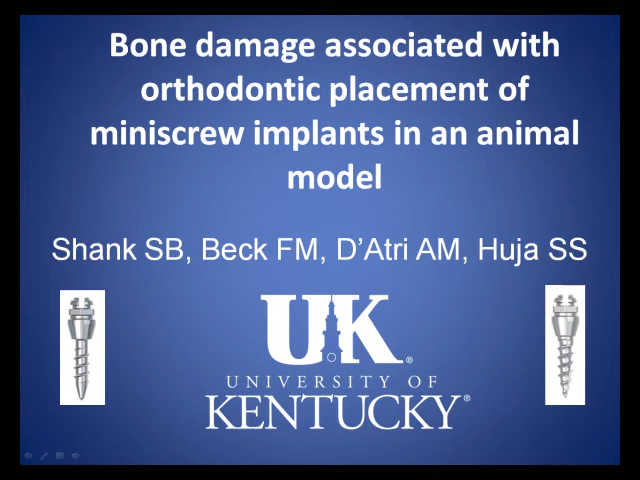 Bone damage associated with
orthodontic placement of
miniscrew implants in an animal
model
Shank SB, Beck FM, D’Atri AM, Huja SS
UK®
UNIVERSITY OF
KENTUCKY®